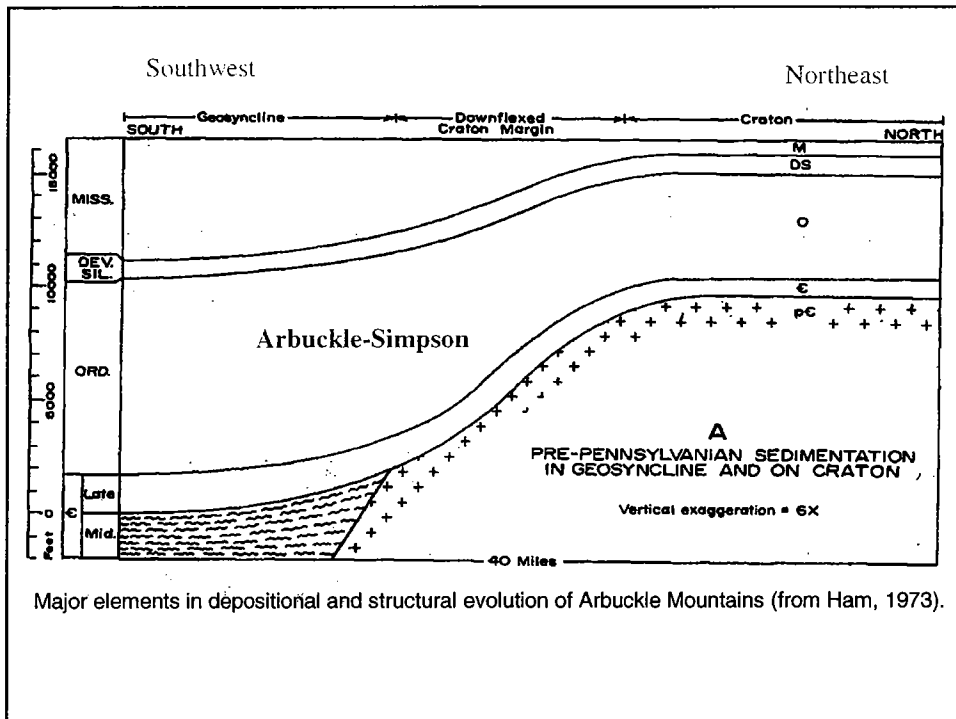 Southwest
Northeast
Geosyncline
Downflexed
Craton Margin
Craton
SOUTH
NORTH
M
DS
15000
MISS.
O
DEV.
SIL.
10000
Є
pЄ
Arbuckle-Simpson
ORD.
5000
A
PRE-PENNSYLVANIAN SEDIMENTATION
IN GEOSYNCLINE AND ON CRATON
Late
Є
0
Vertical exaggeration = 6X
Mid.
Feet
40 Miles
Major elements in depositional and structural evolution of Arbuckle Mountains (from Ham, 1973).